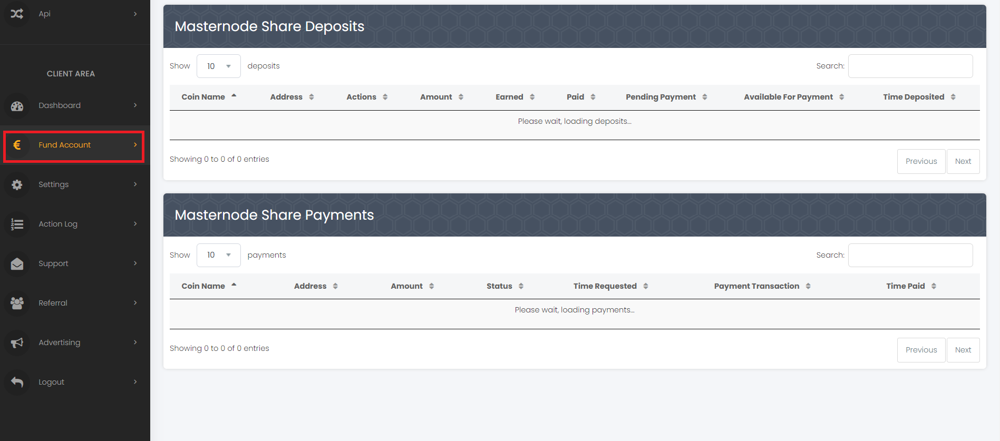 Api
CLIENT AREA
Dashboard
€ Fund Account
Settings
1
2
3
Action Log
Support
Referral
Advertising
Logout
Masternode Share Deposits
Show 10 deposits Search:
Coin Name Address Actions Amount Earned Paid Pending Payment Available For Payment Time Deposited
Please wait, loading deposits...
Showing 0 to 0 of 0 entries
Previous Next
Masternode Share Payments
Show 10 payments Search:
Coin Name Address Amount Status Time Requested Payment Transaction Time Paid
Please wait, loading payments...
Showing 0 to 0 of 0 entries
Previous Next